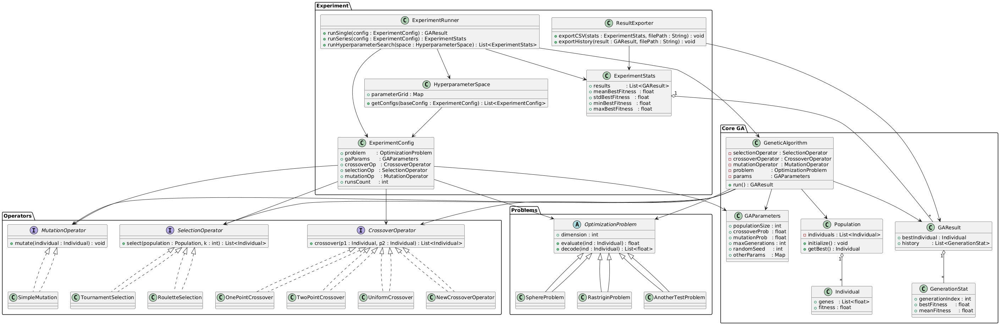 Experiment
C ExperimentRunner
runSingle(config : ExperimentConfig) : GAResult
runSeries(config : ExperimentConfig) : ExperimentStats
runHyperparameterSearch(space : HyperparameterSpace) : List<ExperimentStats>
C ResultExporter
exportCSV(stats : ExperimentStats, filePath : String) : void
exportHistory(result : GAResult, filePath : String) : void
C HyperparameterSpace
parameterGrid : Map
getConfigs(baseConfig : ExperimentConfig) : List<ExperimentConfig>
C ExperimentStats
results : List<GAResult>
meanBestFitness : float
stdBestFitness : float
minBestFitness : float
maxBestFitness : float
1
C ExperimentConfig
problem : OptimizationProblem
gaParams : GAParameters
crossoverOp : CrossoverOperator
selectionOp : SelectionOperator
mutationOp : MutationOperator
runsCount : int
Core GA
C GeneticAlgorithm
selectionOperator : SelectionOperator
crossoverOperator : CrossoverOperator
mutationOperator : MutationOperator
problem : OptimizationProblem
params : GAParameters
run() : GAResult
C GAParameters
populationSize : int
crossoverProb : float
mutationProb : float
maxGenerations : int
randomSeed : int
otherParams : Map
C Population
individuals : List<Individual>
initialize() : void
getBest() : Individual
1
*
*
C GAResult
bestIndividual : Individual
history : List<GenerationStat>
1
*
C Individual
genes : List<float>
fitness : float
C GenerationStat
generationIndex : int
bestFitness : float
meanFitness : float
Operators
I MutationOperator
mutate(individual : Individual) : void
I SelectionOperator
select(population : Population, k : int) : List<Individual>
I CrossoverOperator
crossover(p1 : Individual, p2 : Individual) : List<Individual>
C SimpleMutation
C TournamentSelection
C RouletteSelection
C OnePointCrossover
C TwoPointCrossover
C UniformCrossover
C NewCrossoverOperator
Problems
A OptimizationProblem
dimension : int
evaluate(ind : Individual) : float
decode(ind : Individual) : List<float>
C SphereProblem
C RastriginProblem
C AnotherTestProblem